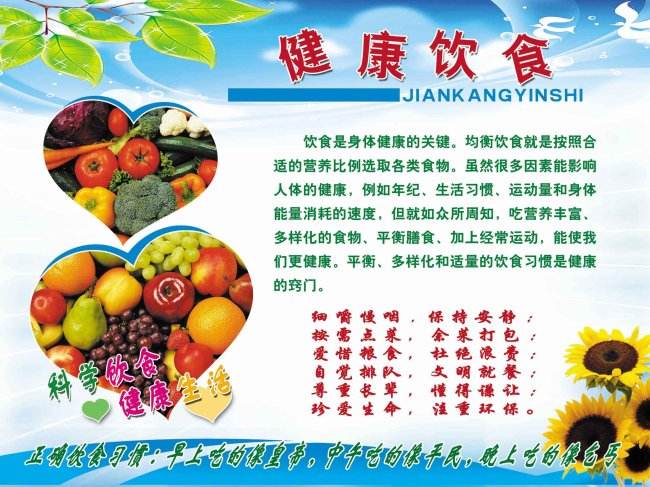 健康饮食
JIANKANGYINSHI
饮食是身体健康的关键。均衡饮食就是按照合
适的营养比例选取各类食物。虽然很多因素能影响
人体的健康，例如年纪、生活习惯、运动量和身体
能量消耗的速度，但就如众所周知，吃营养丰富、
多样化的食物、平衡膳食、加上经常运动，能使我
们更健康。平衡、多样化和适量的饮食习惯是健康
的窍门。
细嚼慢咽，保持安静；
按需点菜，余菜打包；
爱惜粮食，杜绝浪费；
自觉排队，文明就餐；
尊重长辈，懂得谦让；
珍爱生命，注重环保。
科学饮食
健康生活
正确饮食习惯：早上吃的像皇帝，中午吃的像平民，晚上吃的像乞丐